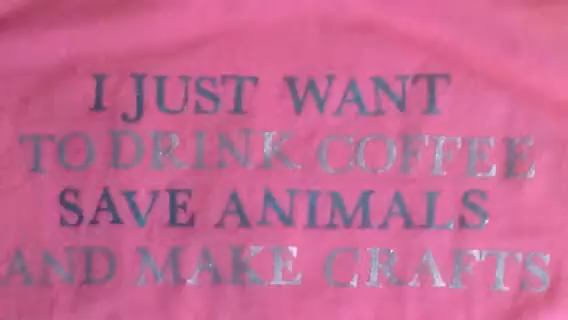 I JUST WANT
TO DRINK COFFEE
SAVE ANIMALS
AND MAKE CRAFTS